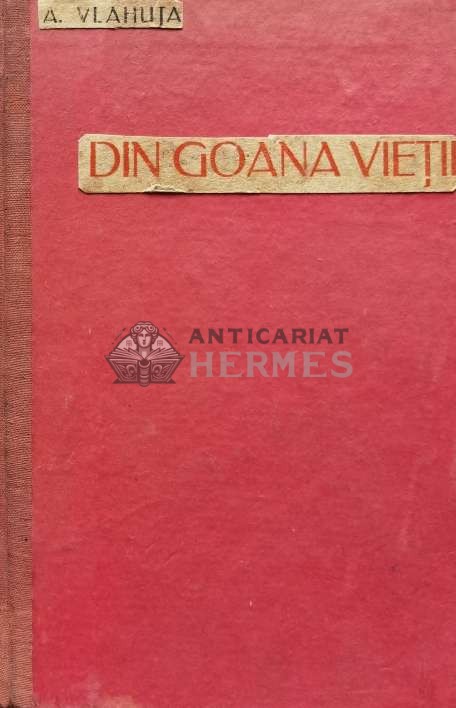 A. VLAHUȚA
DIN GOANA VIEȚII
ANTICARIAT
HERMES